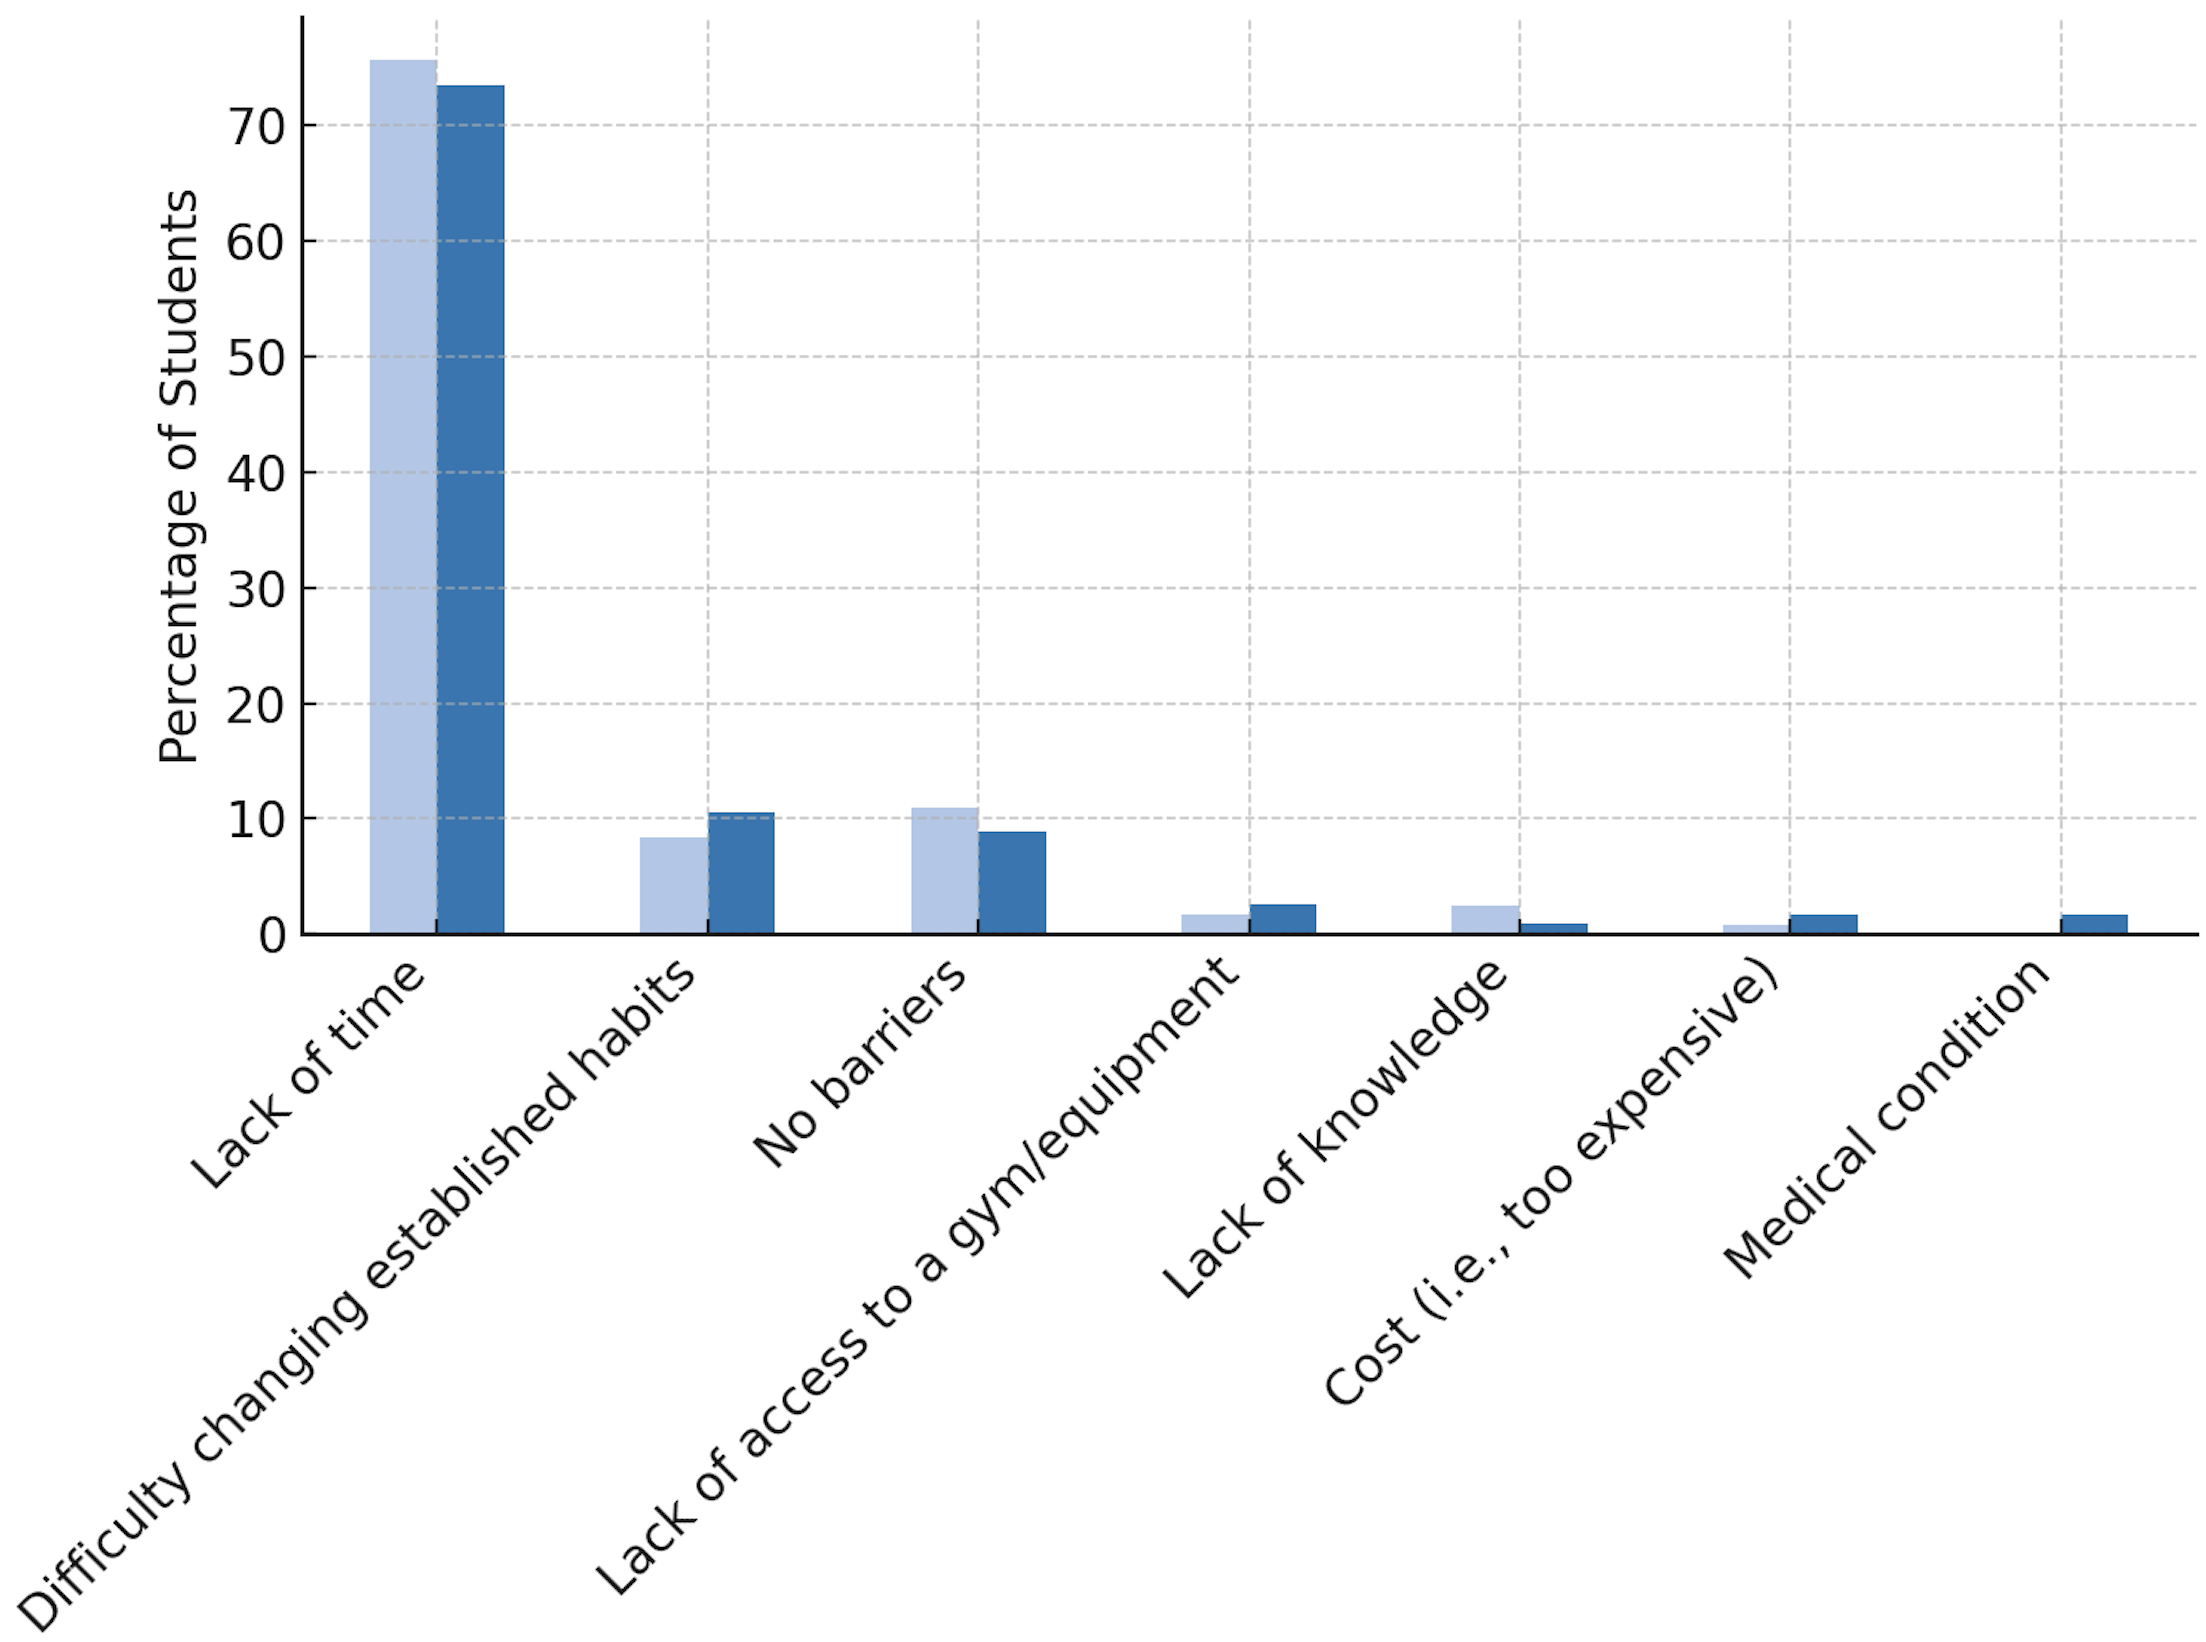 Percentage of Students
70
60
50
40
30
20
10
0
Lack of time
Difficulty changing established habits
No barriers
Lack of access to a gym/equipment
Lack of knowledge
Cost (i.e., too expensive)
Medical condition